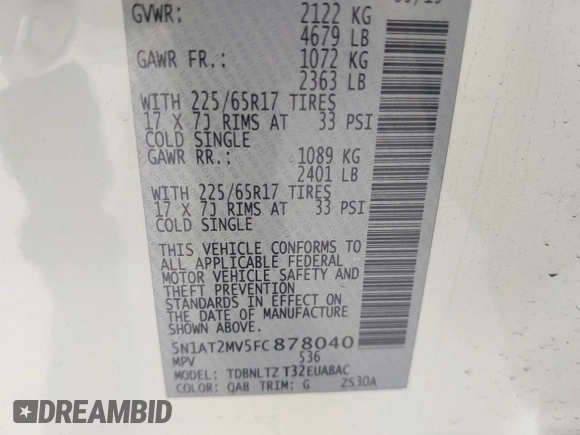 GVWR: 2122 KG
4679 LB
GAWR FR.: 1072 KG
2363 LB
WITH 225/65R17 TIRES
17 X 7J RIMS AT 33 PSI
COLD SINGLE
GAWR RR.: 1089 KG
2401 LB
WITH 225/65R17 TIRES
17 X 7J RIMS AT 33 PSI
COLD SINGLE
THIS VEHICLE CONFORMS TO
ALL APPLICABLE FEDERAL
MOTOR VEHICLE SAFETY AND
THEFT PREVENTION
STANDARDS IN EFFECT ON
THE DATE OF MANUFACTURE
SHOWN ABOVE.
5N1AT2MV5FC878040
MPV S36
MODEL: TDBNLTZ T32EUABAC
COLOR: QAB TRIM: G 2S30A
RideSafely